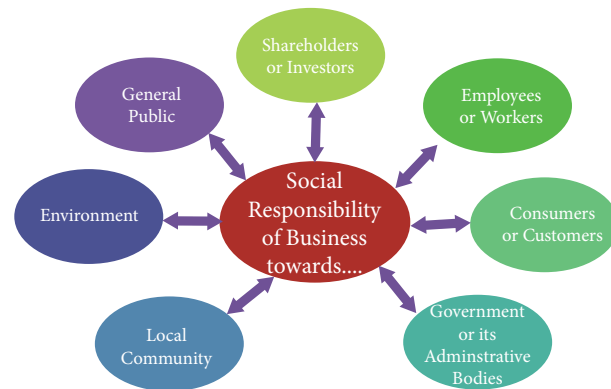 Shareholders
or Investors
General
Public
Employees
or Workers
Social
Responsibility
of Business
towards....
Environment
Consumers
or Customers
Local
Community
Government
or its
Adminstrative
Bodies